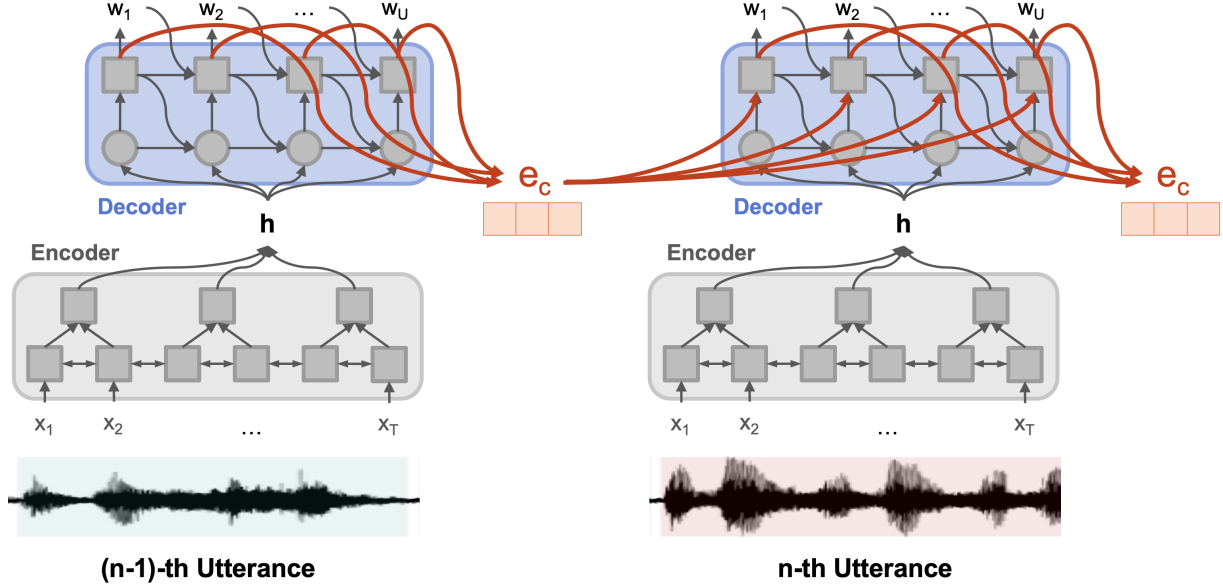 w1 w2 ... wU
Decoder
ec
h
Encoder
x1 x2 ... xT
(n-1)-th Utterance
w1 w2 ... wU
Decoder
ec
h
Encoder
x1 x2 ... xT
n-th Utterance